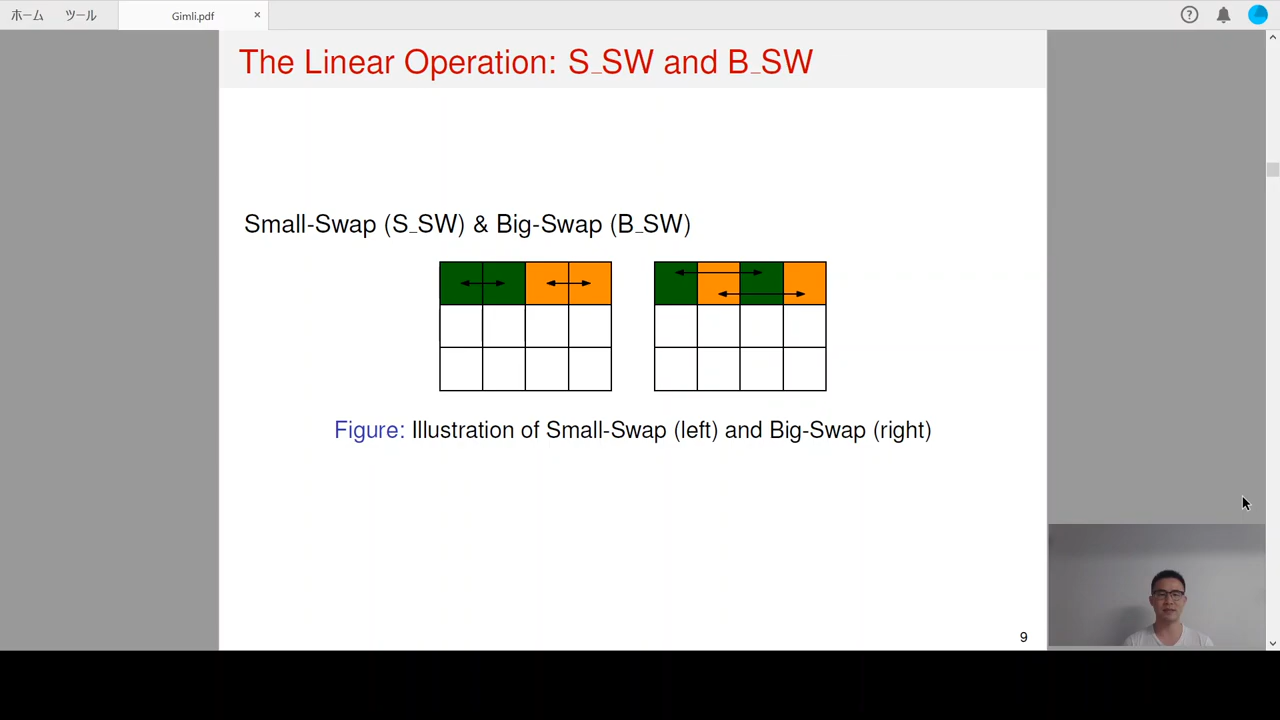 ホーム ツール Gimli.pdf × ?
The Linear Operation: S_SW and B_SW
Small-Swap (S_SW) & Big-Swap (B_SW)
Figure: Illustration of Small-Swap (left) and Big-Swap (right)
9